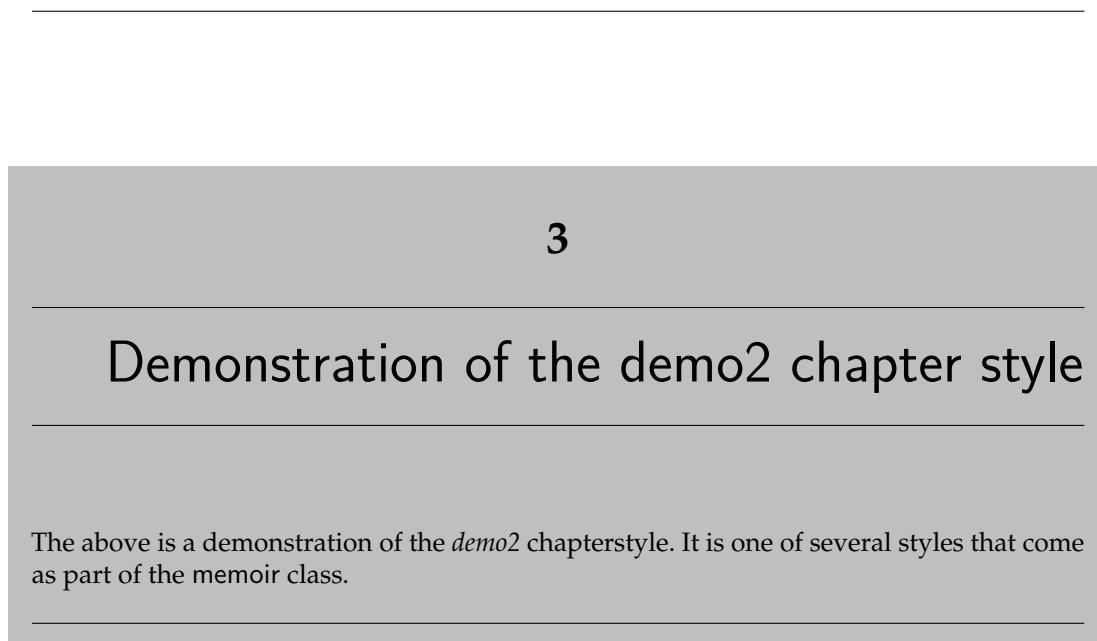 3
Demonstration of the demo2 chapter style
The above is a demonstration of the demo2 chapterstyle. It is one of several styles that come
as part of the memoir class.